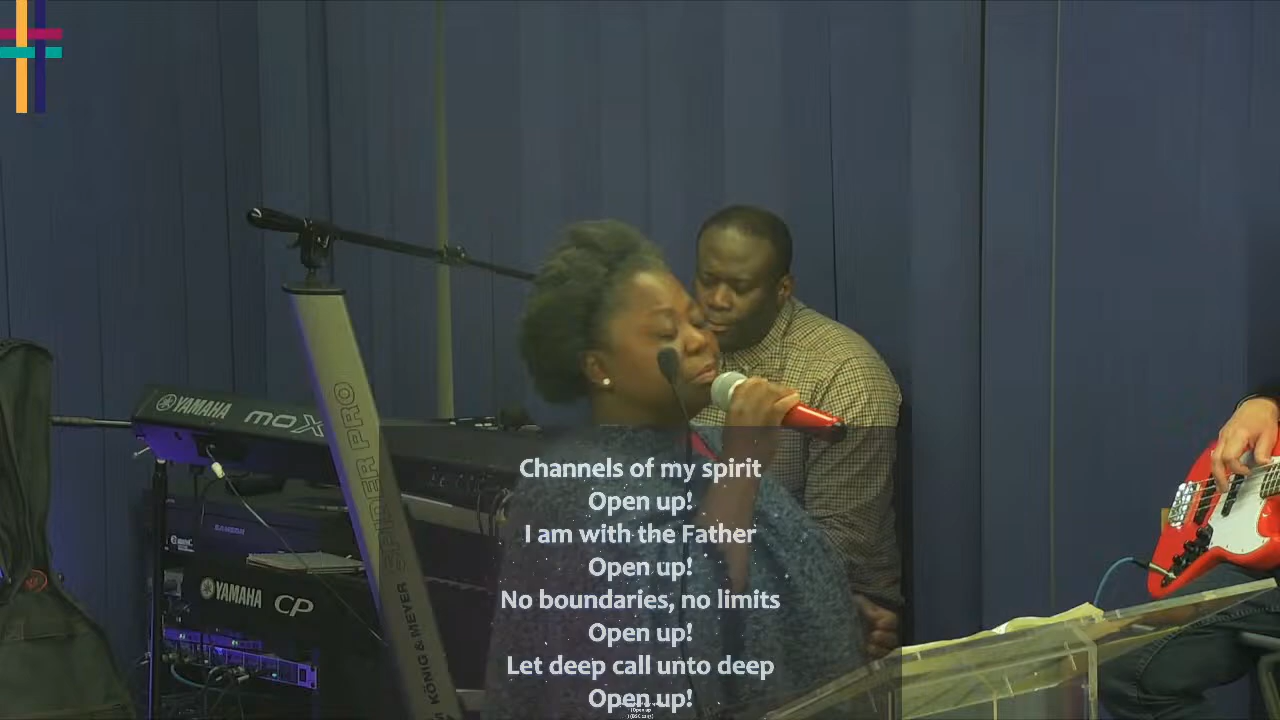 YAMAHA MOX
SPIDER PRO
KÖNIG & MEYER
SAMSON
YAMAHA CP
Channels of my spirit
Open up!
I am with the Father
Open up!
No boundaries, no limits
Open up!
Let deep call unto deep
Open up!